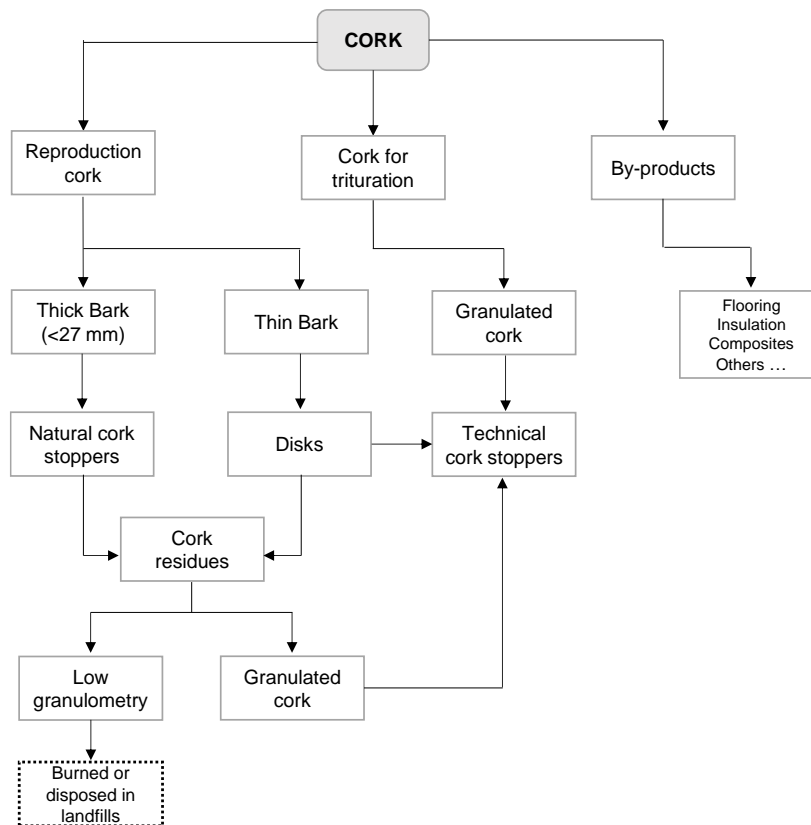 CORK
Reproduction
cork
Cork for
trituration
By-products
Thick Bark
(<27 mm)
Thin Bark
Granulated
cork
Flooring
Insulation
Composites
Others …
Natural cork
stoppers
Disks
Technical
cork stoppers
Cork
residues
Low
granulometry
Granulated
cork
Burned or
disposed in
landfills